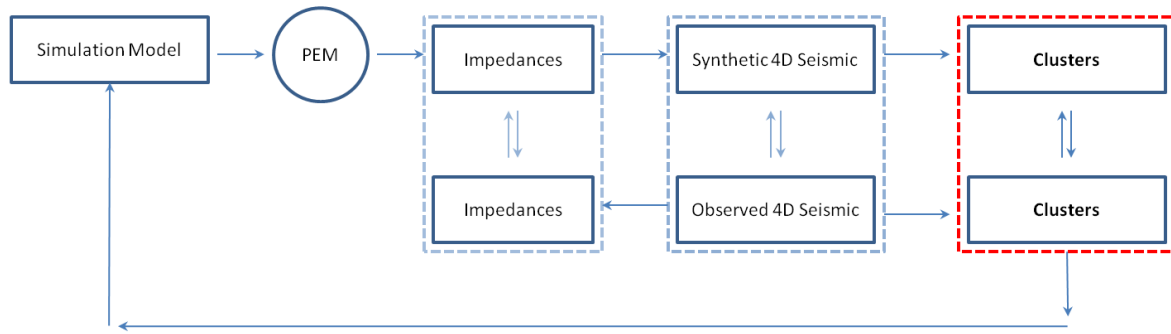 Simulation Model
PEM
Impedances
Synthetic 4D Seismic
Clusters
Impedances
Observed 4D Seismic
Clusters